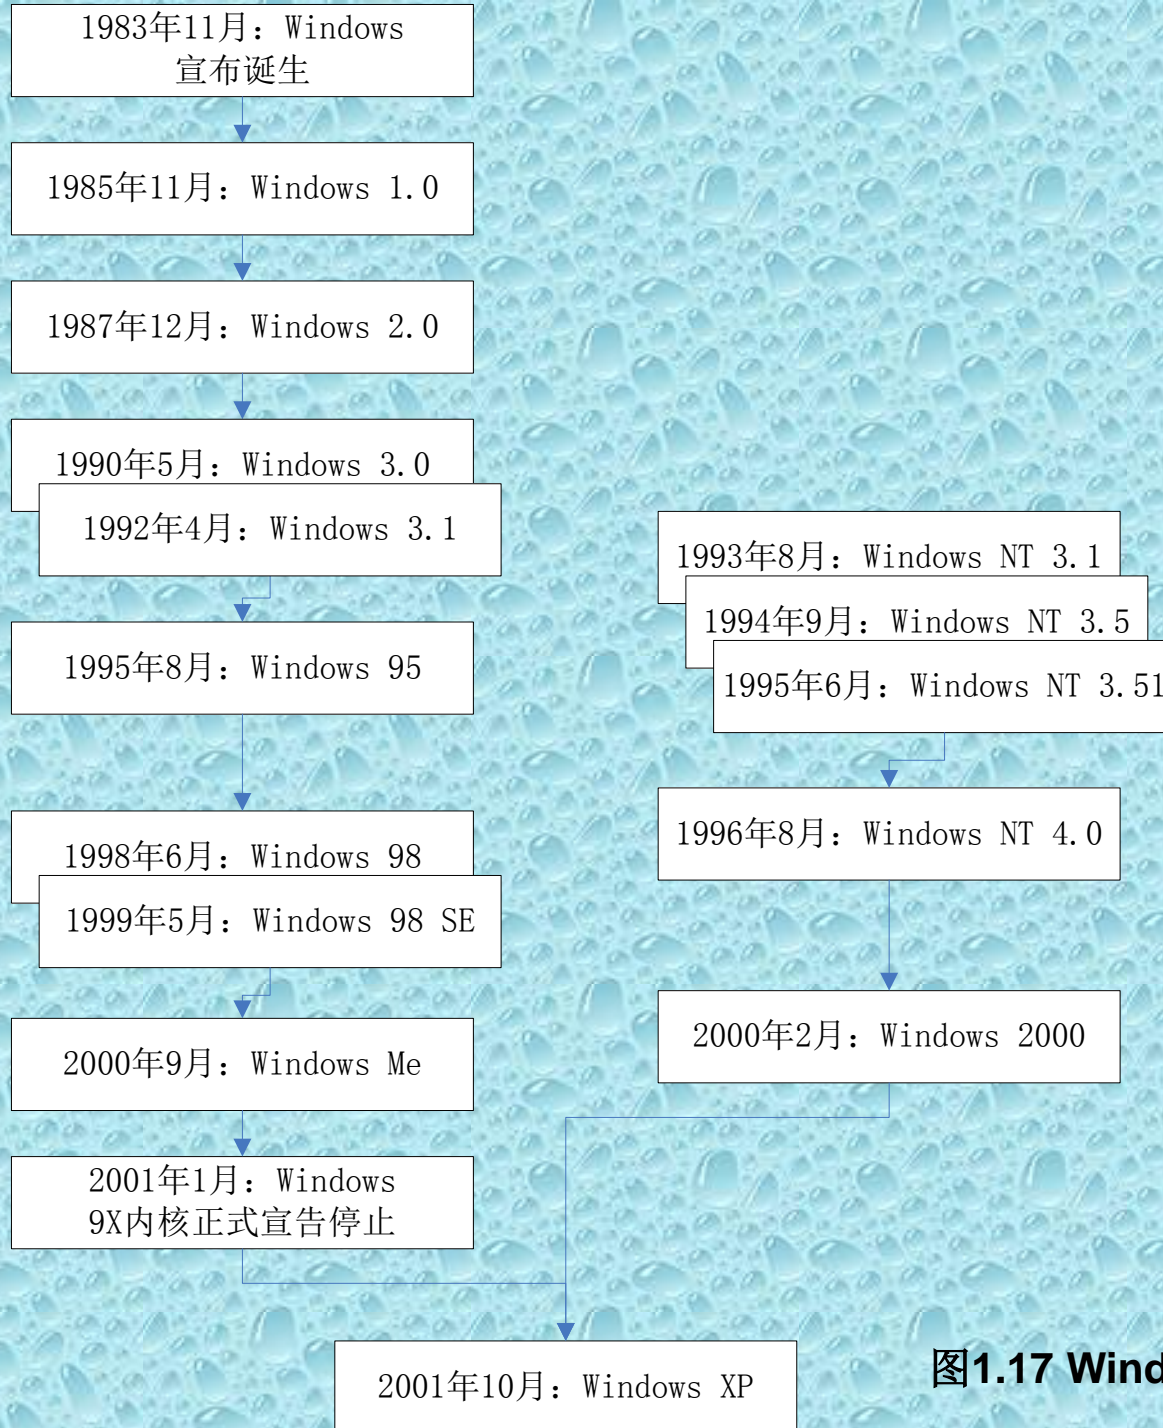 1983年11月：Windows
宣布诞生
1985年11月：Windows 1.0
1987年12月：Windows 2.0
1990年5月：Windows 3.0
1992年4月：Windows 3.1
1995年8月：Windows 95
1998年6月：Windows 98
1999年5月：Windows 98 SE
2000年9月：Windows Me
2001年1月：Windows
9X内核正式宣告停止
1993年8月：Windows NT 3.1
1994年9月：Windows NT 3.5
1995年6月：Windows NT 3.51
1996年8月：Windows NT 4.0
2000年2月：Windows 2000
2001年10月：Windows XP
图1.17 Wind